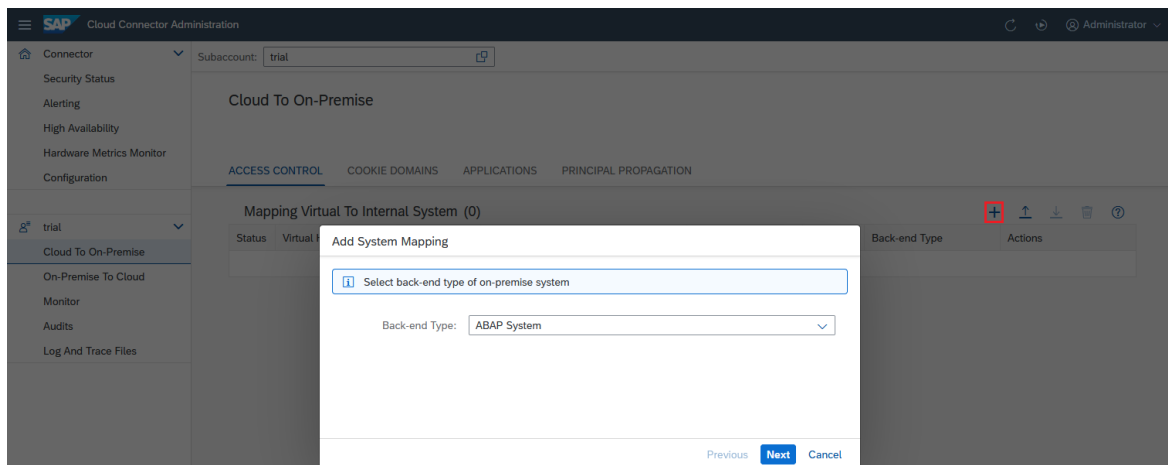 SAP Cloud Connector Administration
Administrator
Connector
Security Status
Alerting
High Availability
Hardware Metrics Monitor
Configuration
trial
Cloud To On-Premise
On-Premise To Cloud
Monitor
Audits
Log And Trace Files
Subaccount: trial
Cloud To On-Premise
ACCESS CONTROL COOKIE DOMAINS APPLICATIONS PRINCIPAL PROPAGATION
Mapping Virtual To Internal System (0)
Status Virtual Back-end Type Actions
Add System Mapping
Select back-end type of on-premise system
Back-end Type: ABAP System
Previous Next Cancel